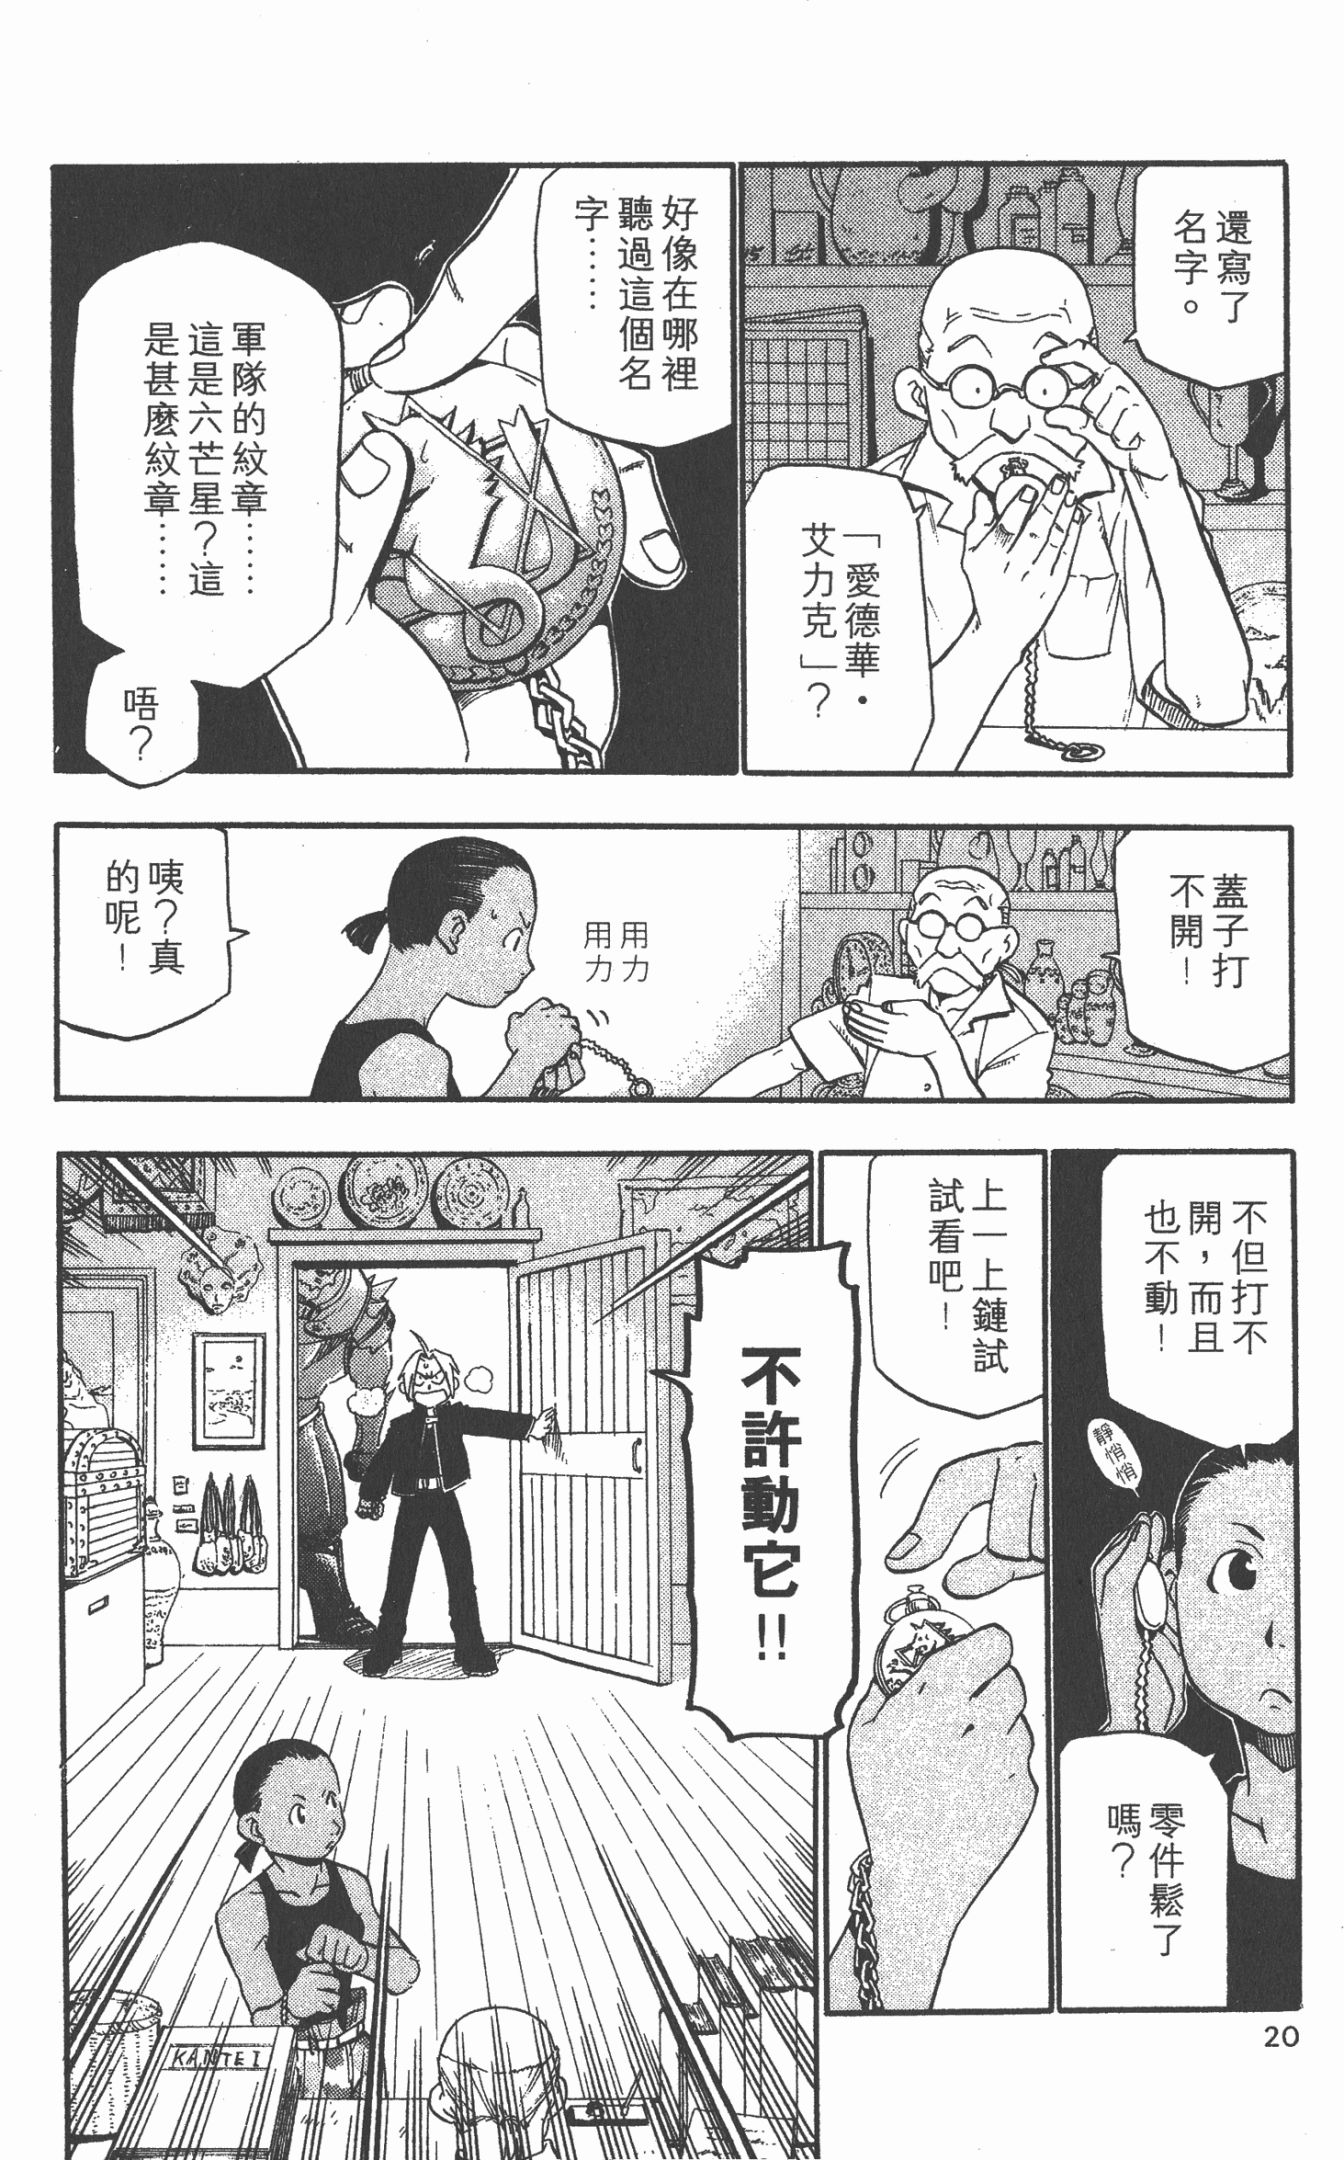 還寫了
名字。
「愛德華・
艾力克」？
好像在哪裡
聽過這個名
字……
軍隊的紋章……
這是六芒星？這
是甚麼紋章……
唔？
蓋子打
不開！
用力
用力
咦？真
的呢！
不但打不
開，而且
也不動！
靜悄悄
零件鬆了
嗎？
上一上鏈試
試看吧！
不許動它!!
KANTEI
20